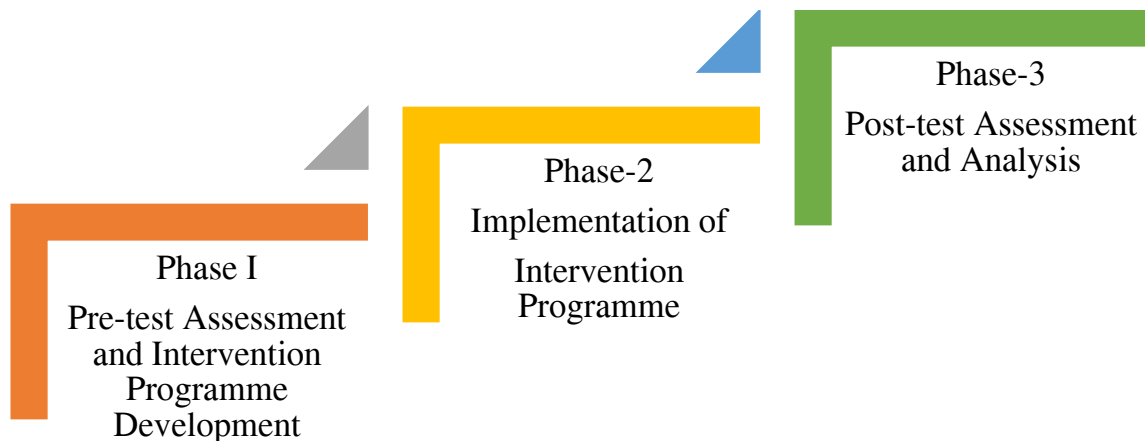 Phase I
Pre-test Assessment
and Intervention
Programme
Development
Phase-2
Implementation of
Intervention
Programme
Phase-3
Post-test Assessment
and Analysis